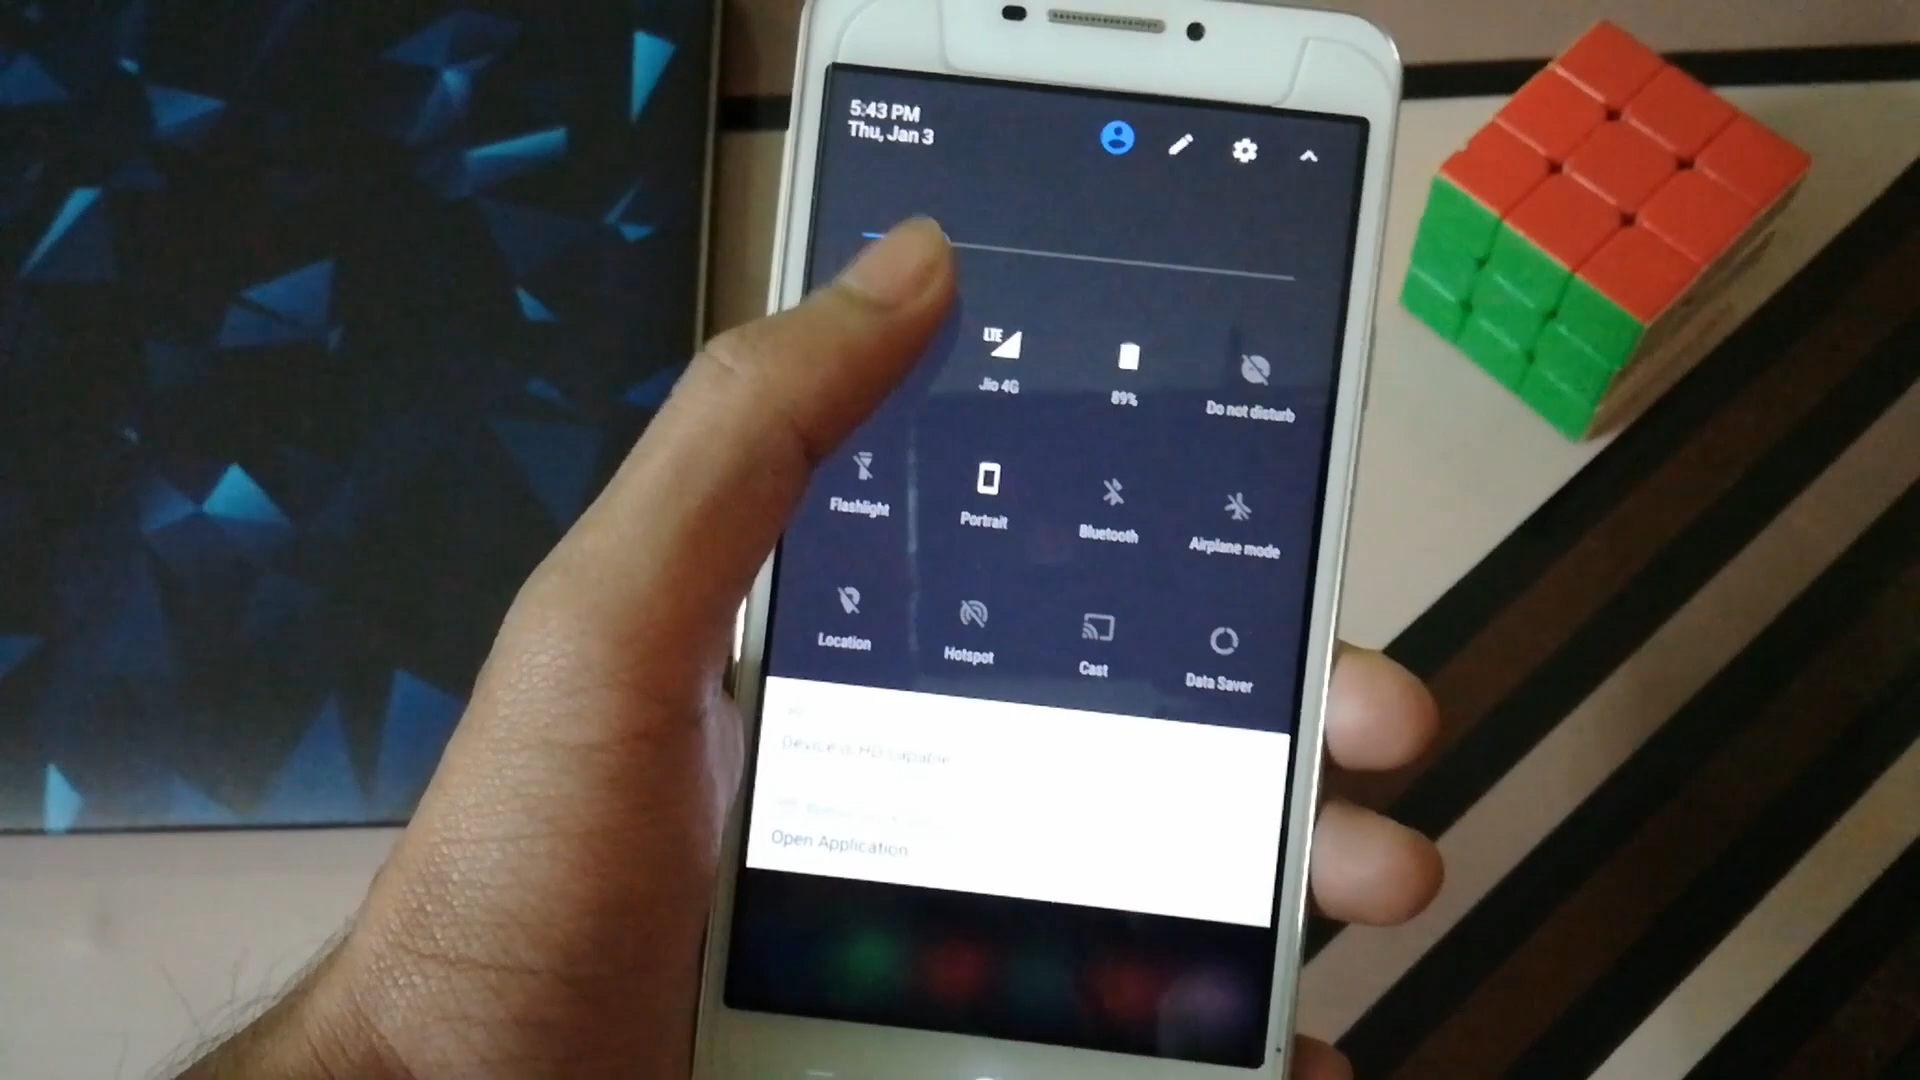 5:43 PM
Thu, Jan 3
LTE
Jio 4G
89%
Do not disturb
Flashlight
Portrait
Bluetooth
Airplane mode
Location
Hotspot
Cast
Data Saver
Device is HD capable
Open Application